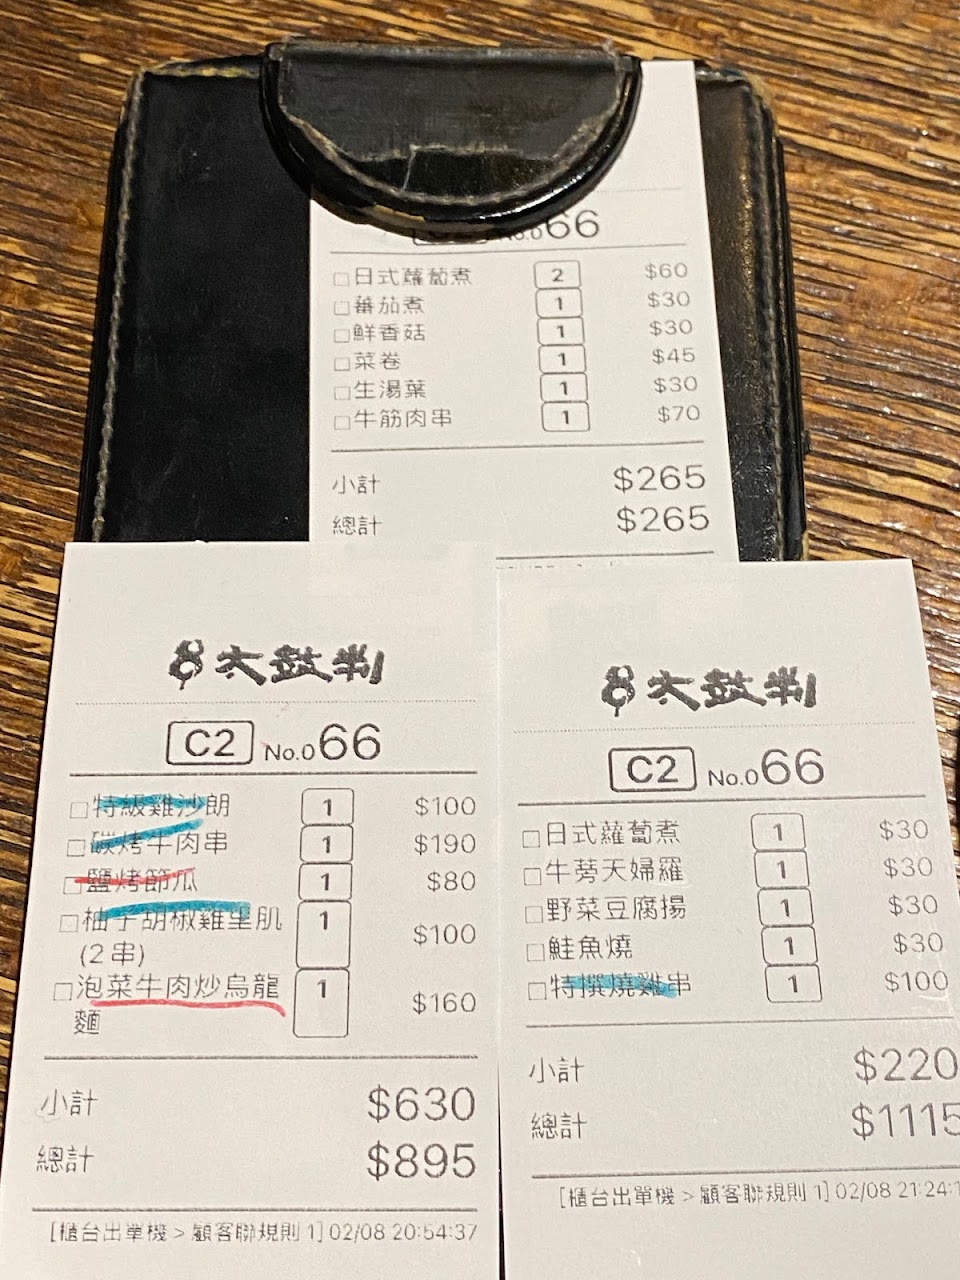 No.066
□日式蘿蔔煮 2 $60
□蕃茄煮 1 $30
□鮮香菇 1 $30
□菜卷 1 $45
□生湯葉 1 $30
□牛筋肉串 1 $70
小計 $265
總計 $265
太鼓判
C2 No.066
□特級雞沙朗 1 $100
□碳烤牛肉串 1 $190
□鹽烤節瓜 1 $80
□柚子胡椒雞里肌 1 $100
(2串)
□泡菜牛肉炒烏龍 1 $160
麵
小計 $630
總計 $895
[櫃台出單機 > 顧客聯規則 1] 02/08 20:54:37
太鼓判
C2 No.066
□日式蘿蔔煮 1 $30
□牛蒡天婦羅 1 $30
□野菜豆腐揚 1 $30
□鮭魚燒 1 $30
□特撰燒雞串 1 $100
小計 $220
總計 $1115
[櫃台出單機 > 顧客聯規則 1] 02/08 21:24:1